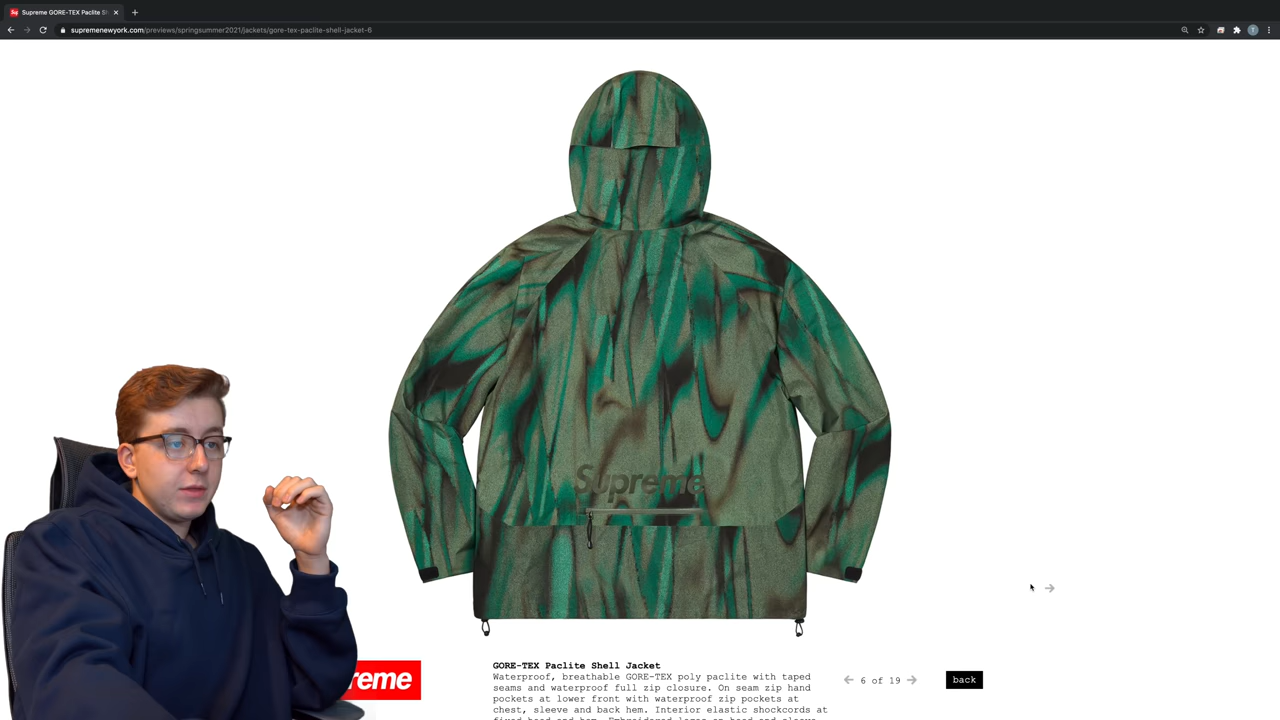 Supreme GORE-TEX Paclite Sh
supremenewyork.com/previews/springsummer2021/jackets/gore-tex-paclite-shell-jacket-6
Supreme
reme
GORE-TEX Paclite Shell Jacket
Waterproof, breathable GORE-TEX poly paclite with taped
seams and waterproof full zip closure. On seam zip hand
pockets at lower front with waterproof zip pockets at
chest, sleeve and back hem. Interior elastic shockcords at
6 of 19
back